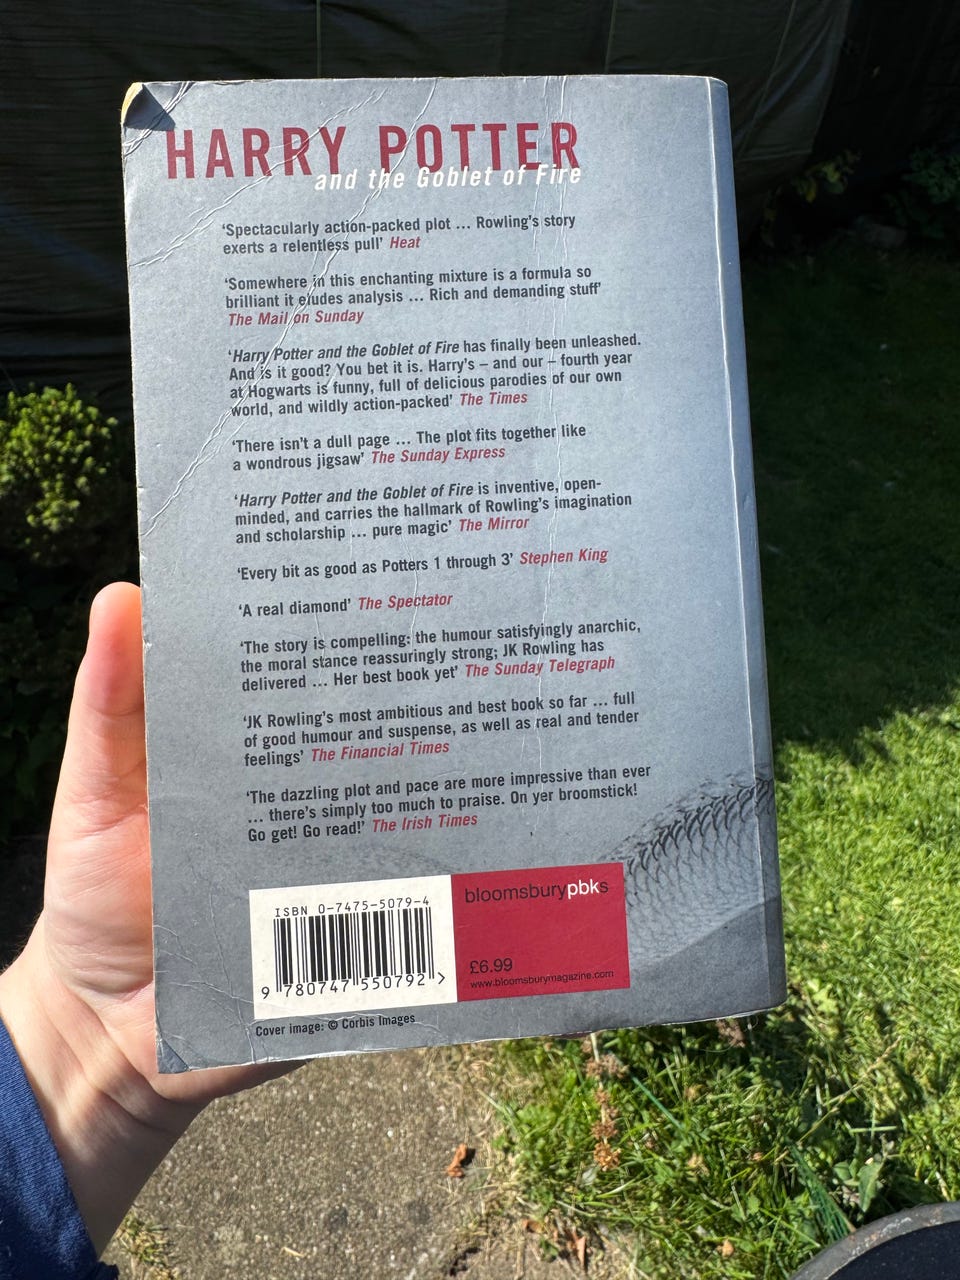 HARRY POTTER
and the Goblet of Fire
‘Spectacularly action-packed plot … Rowling’s story
exerts a relentless pull’ Heat
‘Somewhere in this enchanting mixture is a formula so
brilliant it eludes analysis … Rich and demanding stuff’
The Mail on Sunday
‘Harry Potter and the Goblet of Fire has finally been unleashed.
And is it good? You bet it is. Harry’s – and our – fourth year
at Hogwarts is funny, full of delicious parodies of our own
world, and wildly action-packed’ The Times
‘There isn’t a dull page … The plot fits together like
a wondrous jigsaw’ The Sunday Express
‘Harry Potter and the Goblet of Fire is inventive, open-
minded, and carries the hallmark of Rowling’s imagination
and scholarship … pure magic’ The Mirror
‘Every bit as good as Potters 1 through 3’ Stephen King
‘A real diamond’ The Spectator
‘The story is compelling: the humour satisfyingly anarchic,
the moral stance reassuringly strong; JK Rowling has
delivered … Her best book yet’ The Sunday Telegraph
‘JK Rowling’s most ambitious and best book so far … full
of good humour and suspense, as well as real and tender
feelings’ The Financial Times
‘The dazzling plot and pace are more impressive than ever
… there’s simply too much to praise. On yer broomstick!
Go get! Go read!’ The Irish Times
ISBN 0-7475-5079-4
9 780747 550792 >
bloomsburypbks
£6.99
www.bloomsburymagazine.com
Cover image: © Corbis Images